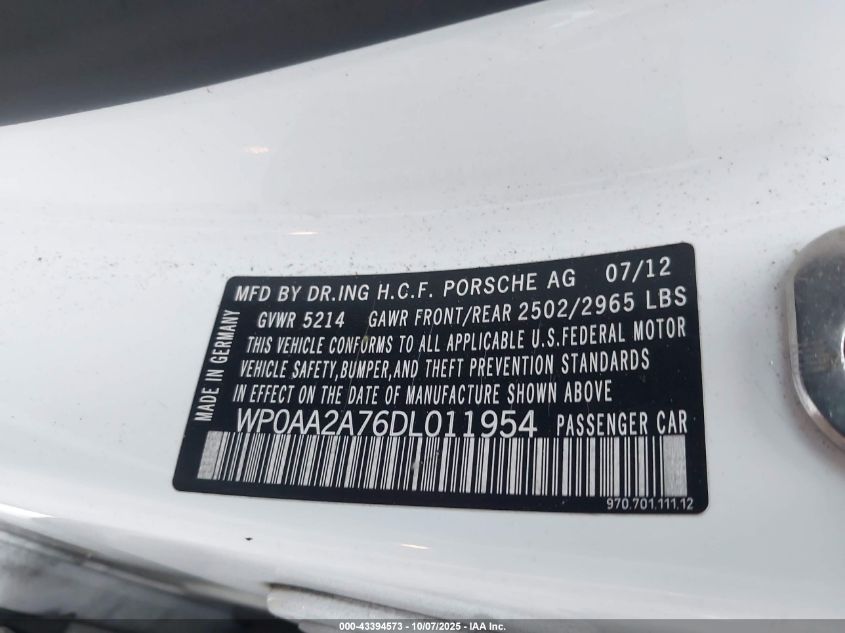 MFD BY DR.ING H.C.F. PORSCHE AG 07/12
GVWR 5214 GAWR FRONT/REAR 2502/2965 LBS
THIS VEHICLE CONFORMS TO ALL APPLICABLE U.S.FEDERAL MOTOR
VEHICLE SAFETY,BUMPER,AND THEFT PREVENTION STANDARDS
IN EFFECT ON THE DATE OF MANUFACTURE SHOWN ABOVE
WP0AA2A76DL011954 PASSENGER CAR
MADE IN GERMANY
970.701.111.12
000-43394573 - 10/07/2025 - IAA Inc.